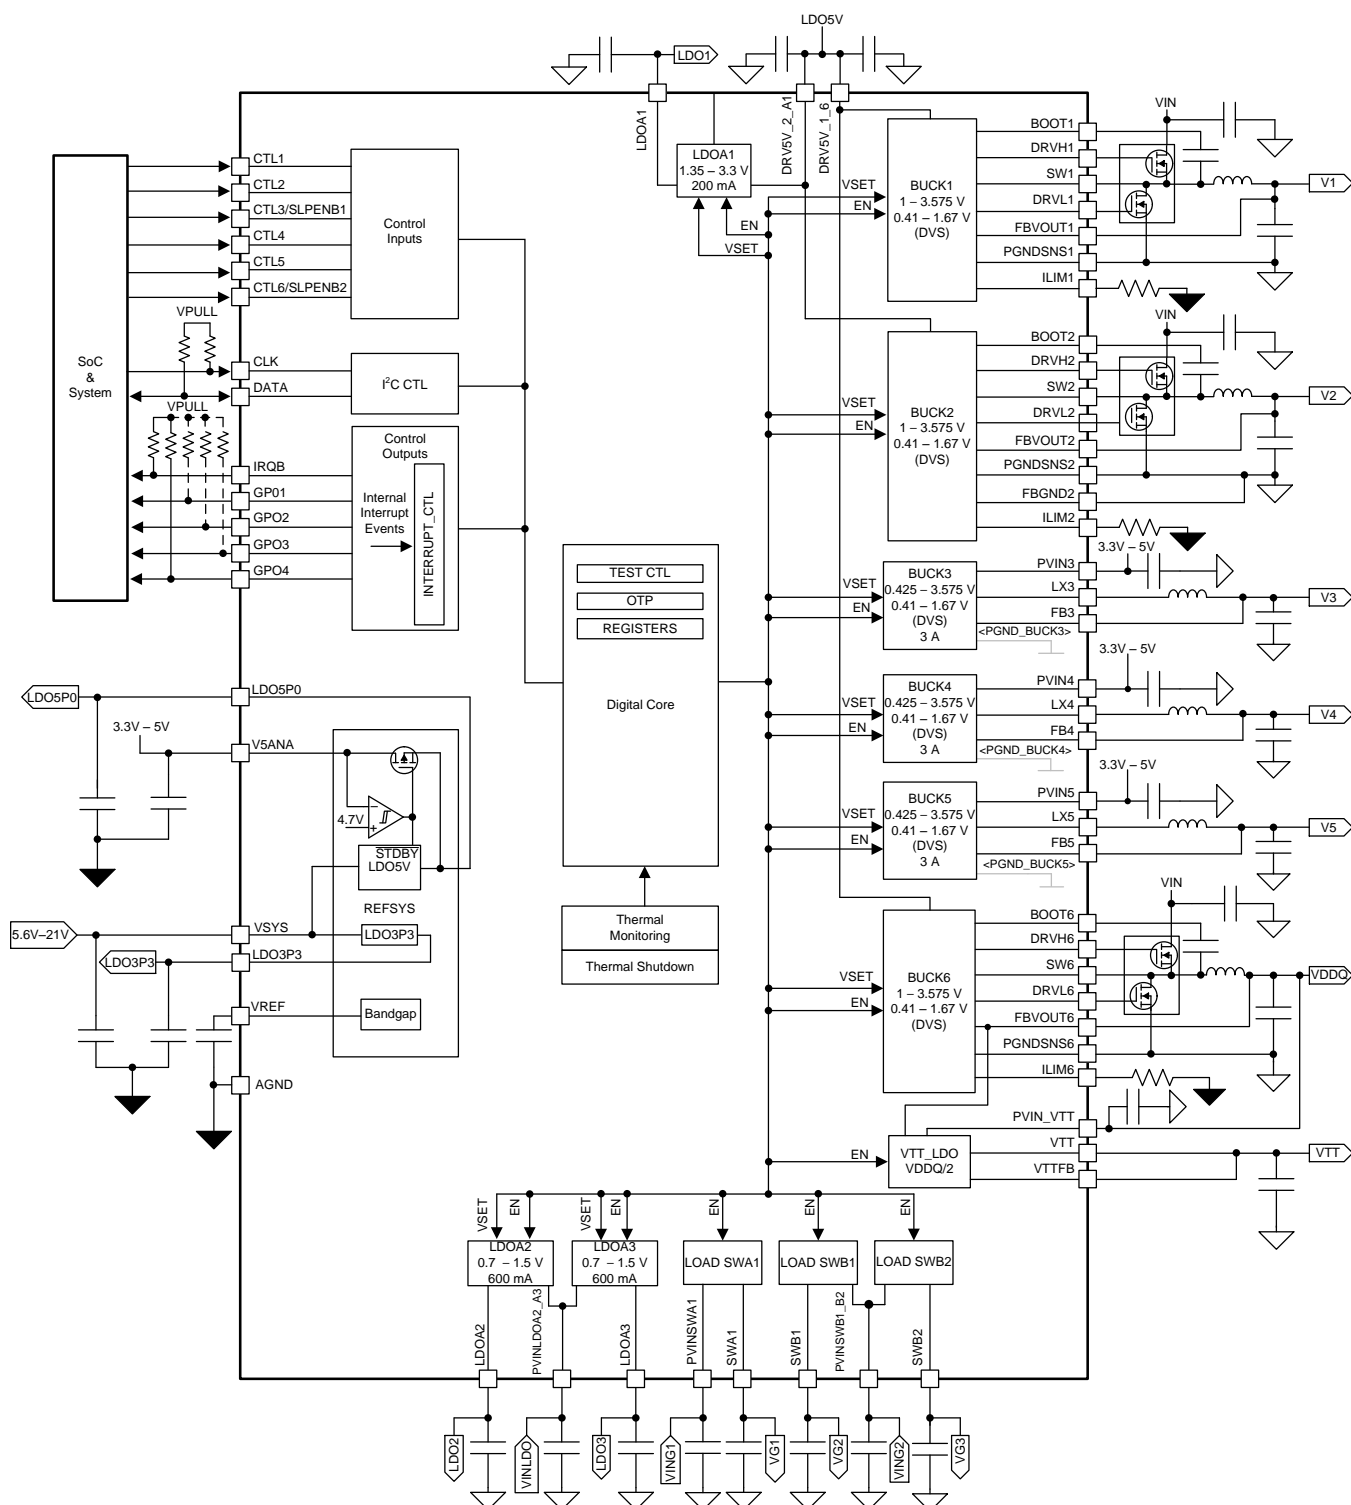 LDO5V
LDO1
LDOA1
DRV5V_2_A1
DRV5V_1_6
LDOA1
1.35 – 3.3 V
200 mA
EN
VSET
SoC
&
System
CTL1
CTL2
CTL3/SLPENB1
CTL4
CTL5
CTL6/SLPENB2
Control
Inputs
VPULL
CLK
DATA
I²C CTL
VPULL
IRQB
GP01
GPO2
GPO3
GPO4
Control
Outputs
Internal
Interrupt
Events
INTERRUPT_CTL
TEST CTL
OTP
REGISTERS
Digital Core
Thermal
Monitoring
Thermal Shutdown
LDO5P0
LDO5P0
3.3V – 5V
V5ANA
4.7V
–
+
STDBY
LDO5V
REFSYS
5.6V–21V
VSYS
LDO3P3
LDO3P3
LDO3P3
VREF
Bandgap
AGND
VSET
EN
BUCK1
1 – 3.575 V
0.41 – 1.67 V
(DVS)
BOOT1
DRVH1
SW1
DRVL1
FBVOUT1
PGNDSNS1
ILIM1
VIN
V1
VSET
EN
BUCK2
1 – 3.575 V
0.41 – 1.67 V
(DVS)
BOOT2
DRVH2
SW2
DRVL2
FBVOUT2
PGNDSNS2
FBGND2
ILIM2
VIN
V2
VSET
EN
BUCK3
0.425 – 3.575 V
0.41 – 1.67 V
(DVS)
3 A
PVIN3
LX3
FB3
<PGND_BUCK3>
3.3V – 5V
V3
VSET
EN
BUCK4
0.425 – 3.575 V
0.41 – 1.67 V
(DVS)
3 A
PVIN4
LX4
FB4
<PGND_BUCK4>
3.3V – 5V
V4
VSET
EN
BUCK5
0.425 – 3.575 V
0.41 – 1.67 V
(DVS)
3 A
PVIN5
LX5
FB5
<PGND_BUCK5>
3.3V – 5V
V5
VSET
EN
BUCK6
1 – 3.575 V
0.41 – 1.67 V
(DVS)
BOOT6
DRVH6
SW6
DRVL6
FBVOUT6
PGNDSNS6
ILIM6
VIN
VDDQ
EN
VTT_LDO
VDDQ/2
PVIN_VTT
VTT
VTTFB
VTT
VSET
EN
VSET
EN
EN
EN
EN
LDOA2
0.7 – 1.5 V
600 mA
LDOA3
0.7 – 1.5 V
600 mA
LOAD SWA1
LOAD SWB1
LOAD SWB2
LDOA2
PVINLDOA2_A3
LDOA3
PVINSWA1
SWA1
SWB1
PVINSWB1_B2
SWB2
LDO2
VINLDO
LDO3
VING1
VG1
VG2
VING2
VG3